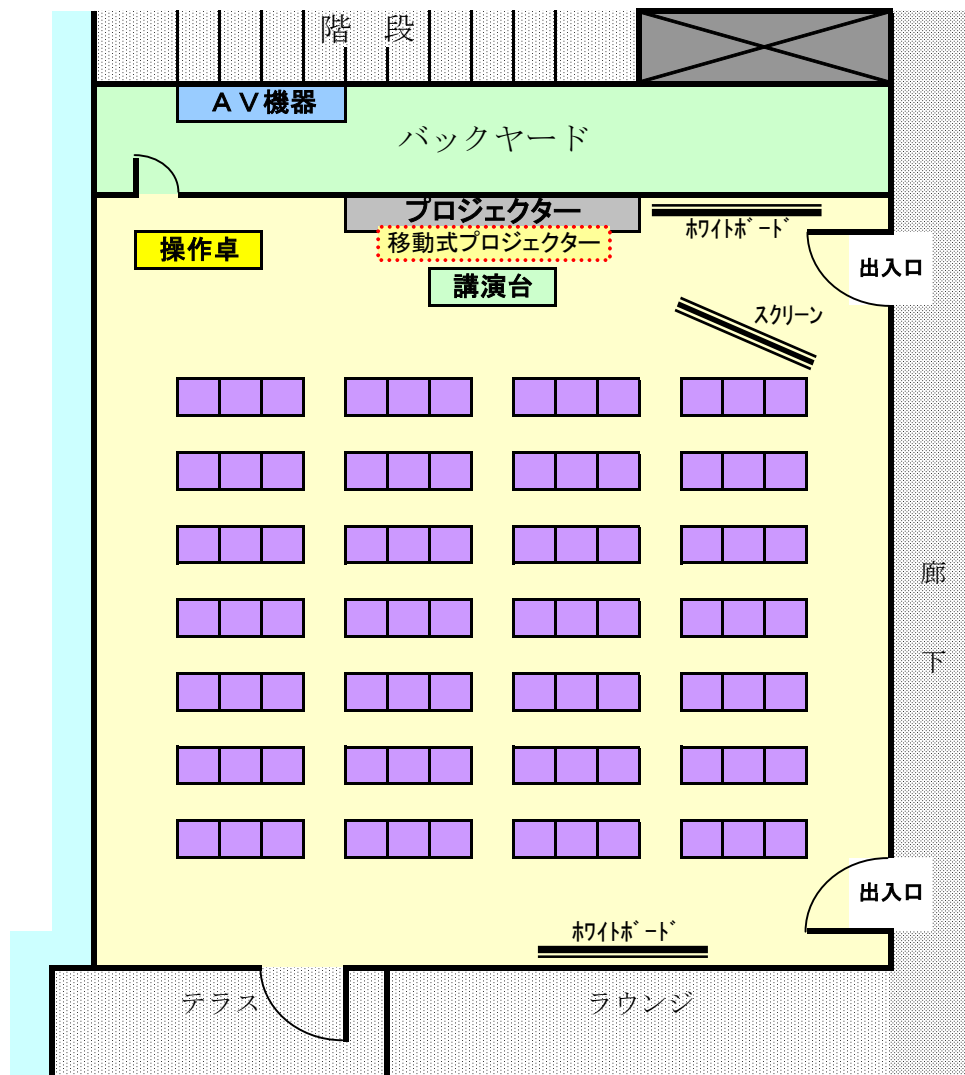 階 段
ＡＶ機器
バックヤード
プロジェクター
ﾎﾜｲﾄﾎﾞｰﾄﾞ
操作卓
移動式プロジェクター
出入口
講演台
スクリーン
廊
下
出入口
ﾎﾜｲﾄﾎﾞｰﾄﾞ
テラス
ラウンジ